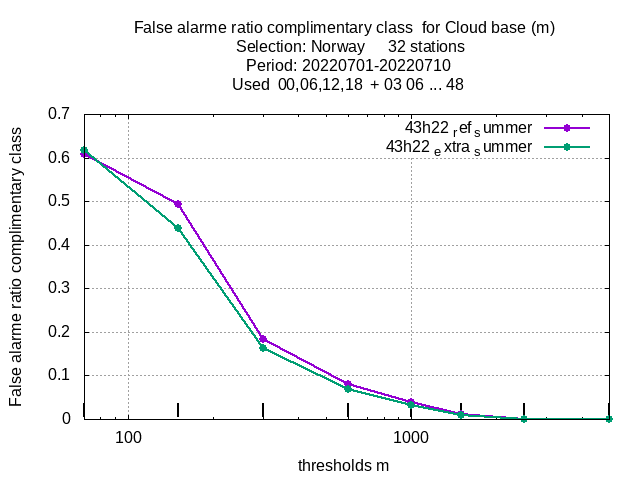 False alarme ratio complimentary class  for Cloud base (m)
Selection: Norway     32 stations
Period: 20220701-20220710
Used  00,06,12,18  + 03 06 ... 48
43h22 ref summer
43h22 extra summer
False alarme ratio complimentary class
0.7
0.6
0.5
0.4
0.3
0.2
0.1
0
100
1000
thresholds m